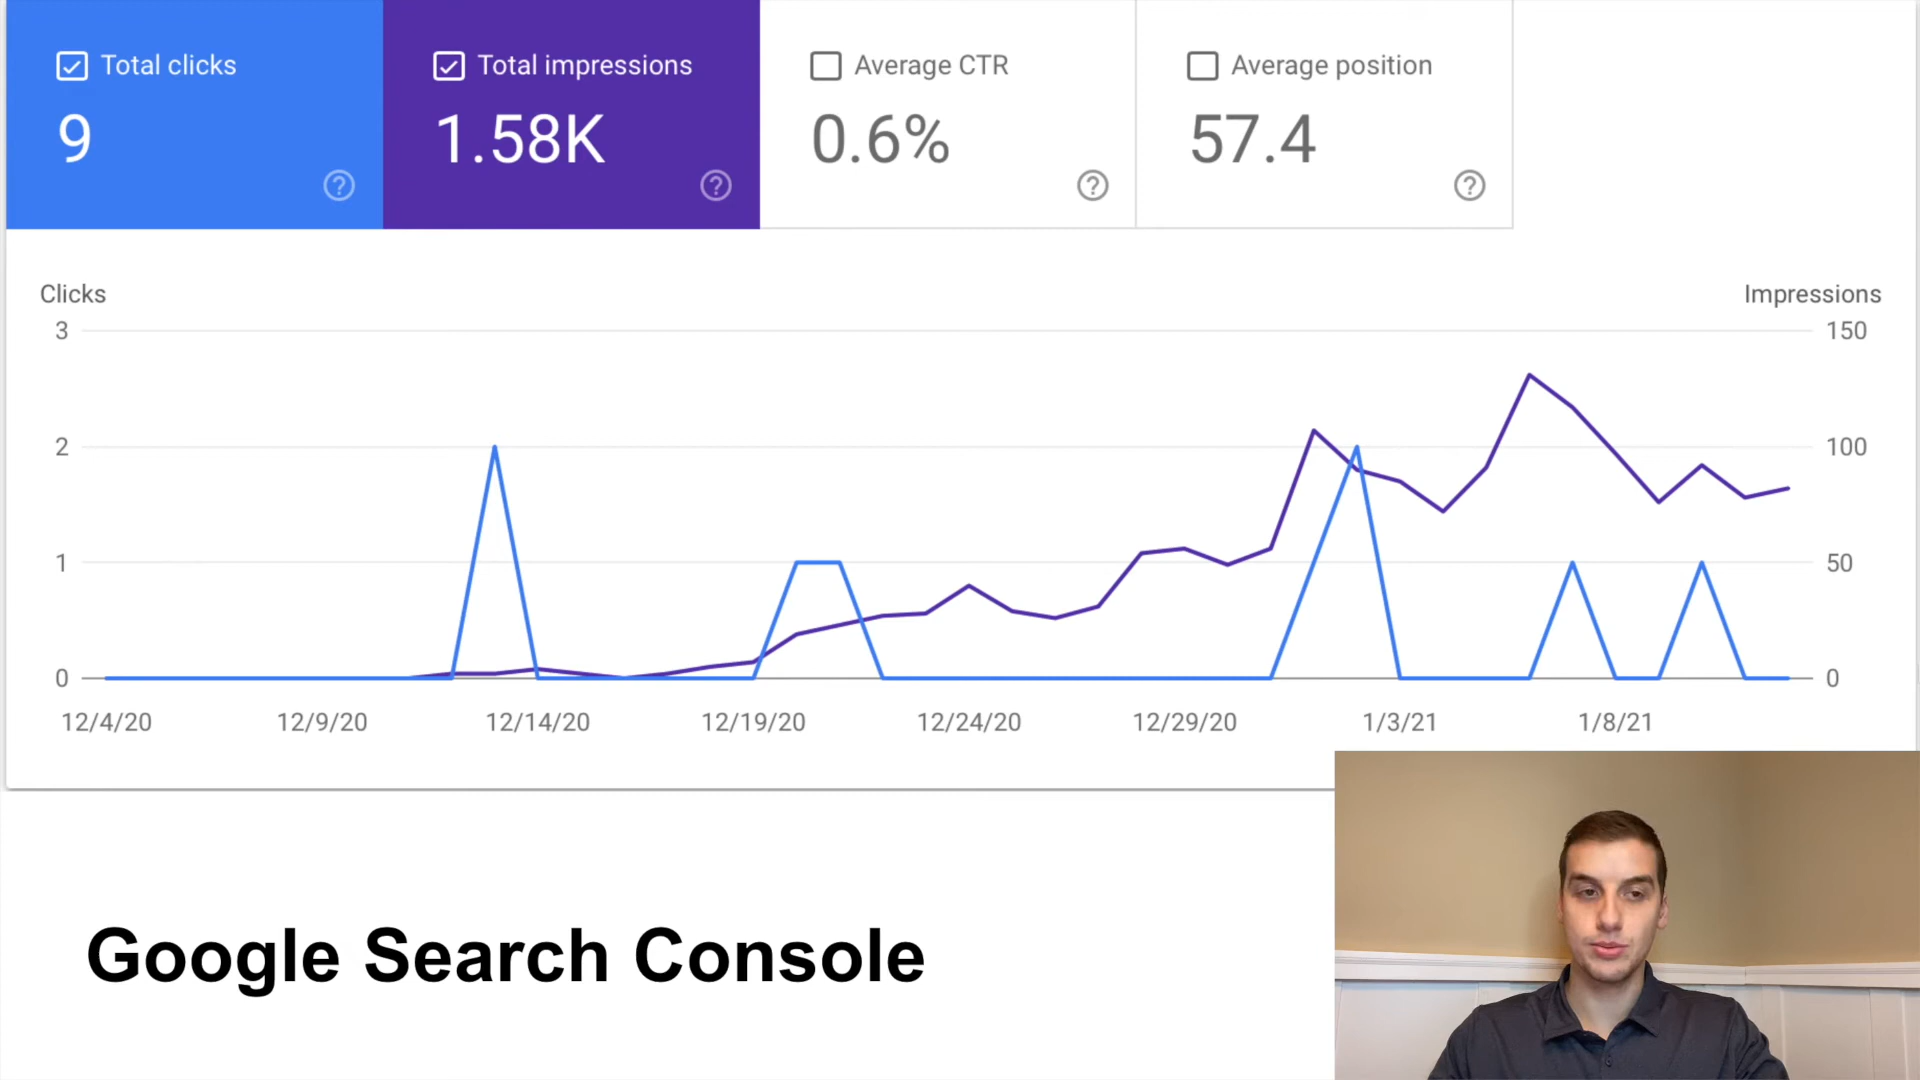 Total clicks
9
Total impressions
1.58K
Average CTR
0.6%
Average position
57.4
Clicks
Impressions
3
150
2
100
1
50
0
0
12/4/20 12/9/20 12/14/20 12/19/20 12/24/20 12/29/20 1/3/21 1/8/21
Google Search Console